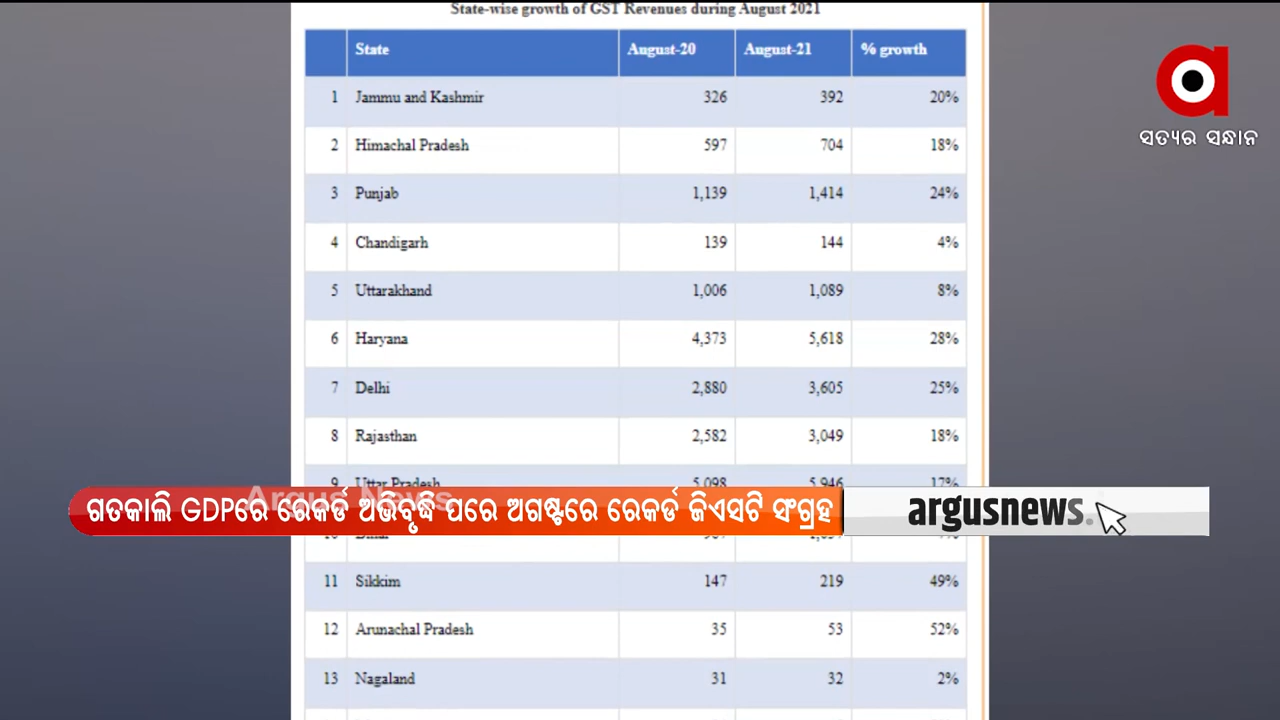 State-wise growth of GST Revenues during August 2021
State August-20 August-21 % growth
1 Jammu and Kashmir 326 392 20%
2 Himachal Pradesh 597 704 18%
3 Punjab 1,139 1,414 24%
4 Chandigarh 139 144 4%
5 Uttarakhand 1,006 1,089 8%
6 Haryana 4,373 5,618 28%
7 Delhi 2,880 3,605 25%
8 Rajasthan 2,582 3,049 18%
9 Uttar Pradesh 5,098 5,946 17%
Argus News
ଗତକାଲି GDPରେ ରେକର୍ଡ ଅଭିବୃଦ୍ଧି ପରେ ଅଗଷ୍ଟରେ ରେକର୍ଡ ଜିଏସଟି ସଂଗ୍ରହ
argusnews.
11 Sikkim 147 219 49%
12 Arunachal Pradesh 35 53 52%
13 Nagaland 31 32 2%
a
ସତ୍ୟର ସନ୍ଧାନ